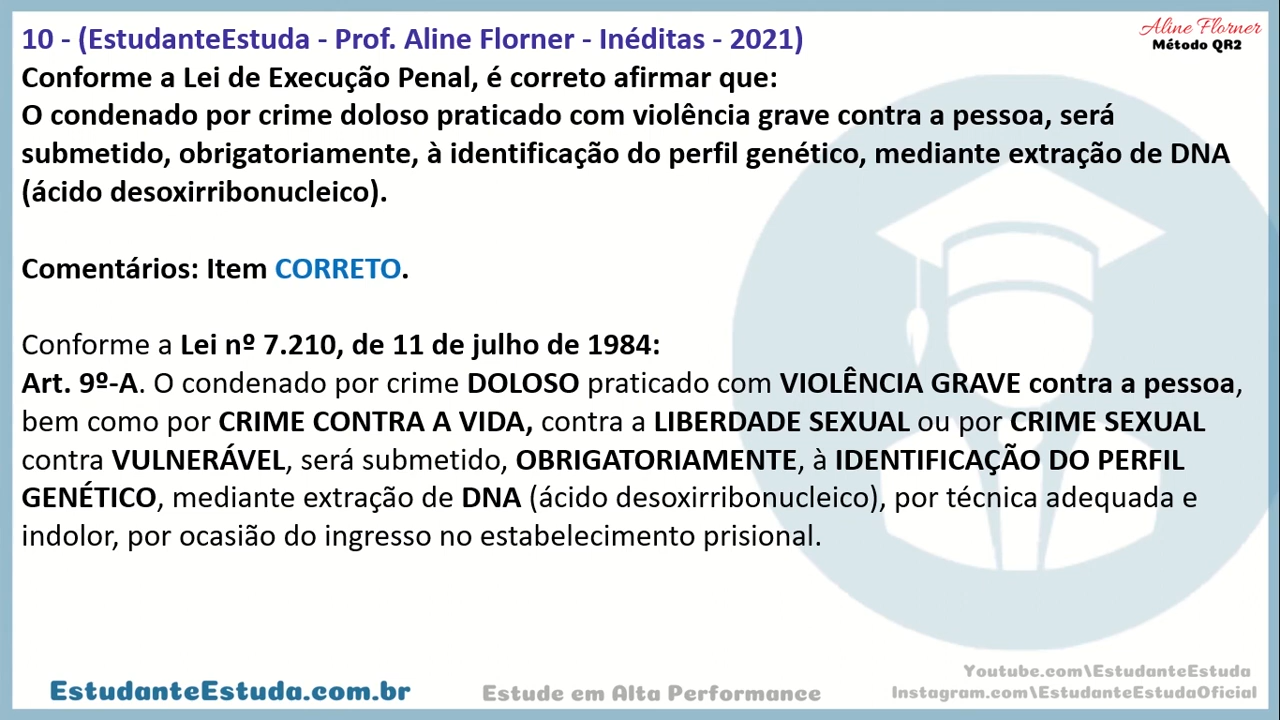 10 - (EstudanteEstuda - Prof. Aline Florner - Inéditas - 2021)
Aline Florner
Método QR2
Conforme a Lei de Execução Penal, é correto afirmar que:
O condenado por crime doloso praticado com violência grave contra a pessoa, será
submetido, obrigatoriamente, à identificação do perfil genético, mediante extração de DNA
(ácido desoxirribonucleico).
Comentários: Item CORRETO.
Conforme a Lei nº 7.210, de 11 de julho de 1984:
Art. 9º-A. O condenado por crime DOLOSO praticado com VIOLÊNCIA GRAVE contra a pessoa,
bem como por CRIME CONTRA A VIDA, contra a LIBERDADE SEXUAL ou por CRIME SEXUAL
contra VULNERÁVEL, será submetido, OBRIGATORIAMENTE, à IDENTIFICAÇÃO DO PERFIL
GENÉTICO, mediante extração de DNA (ácido desoxirribonucleico), por técnica adequada e
indolor, por ocasião do ingresso no estabelecimento prisional.
EstudanteEstuda.com.br
Estude em Alta Performance
Youtube.com\EstudanteEstuda
Instagram.com\EstudanteEstudaOficial